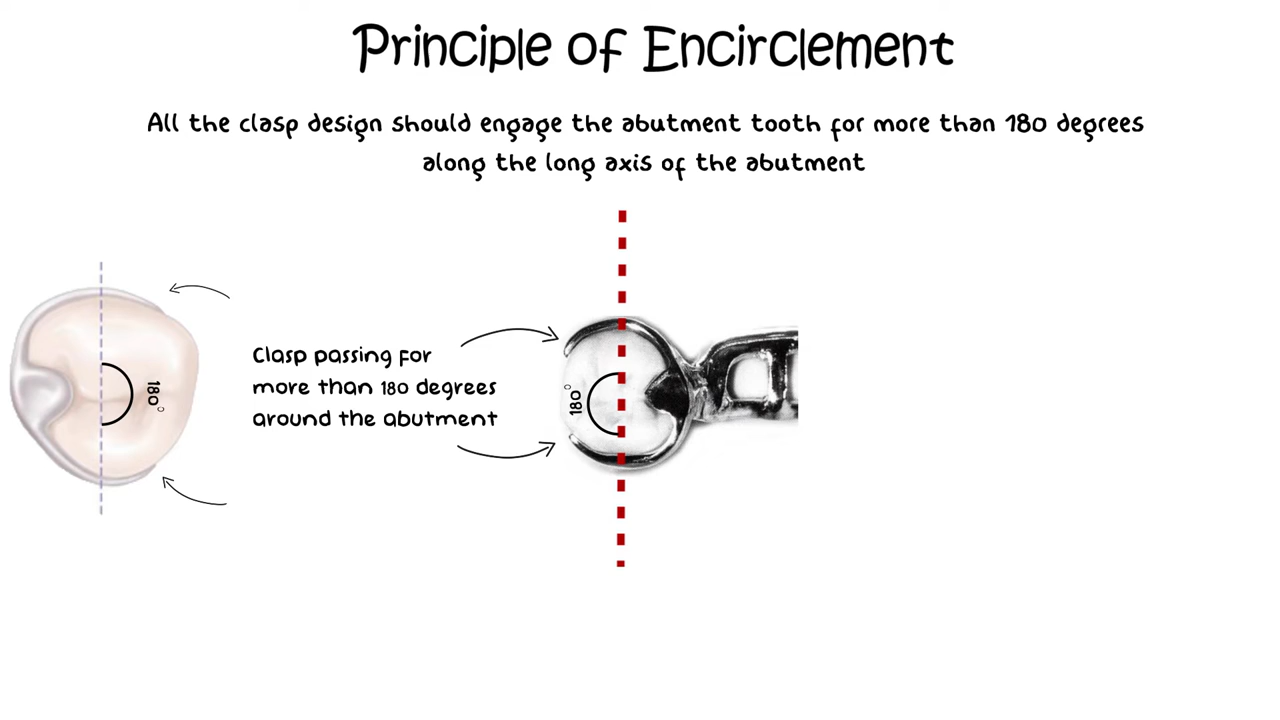 Principle of Encirclement
All the clasp design should engage the abutment tooth for more than 180 degrees
along the long axis of the abutment
Clasp passing for
more than 180 degrees
around the abutment
180°
180°